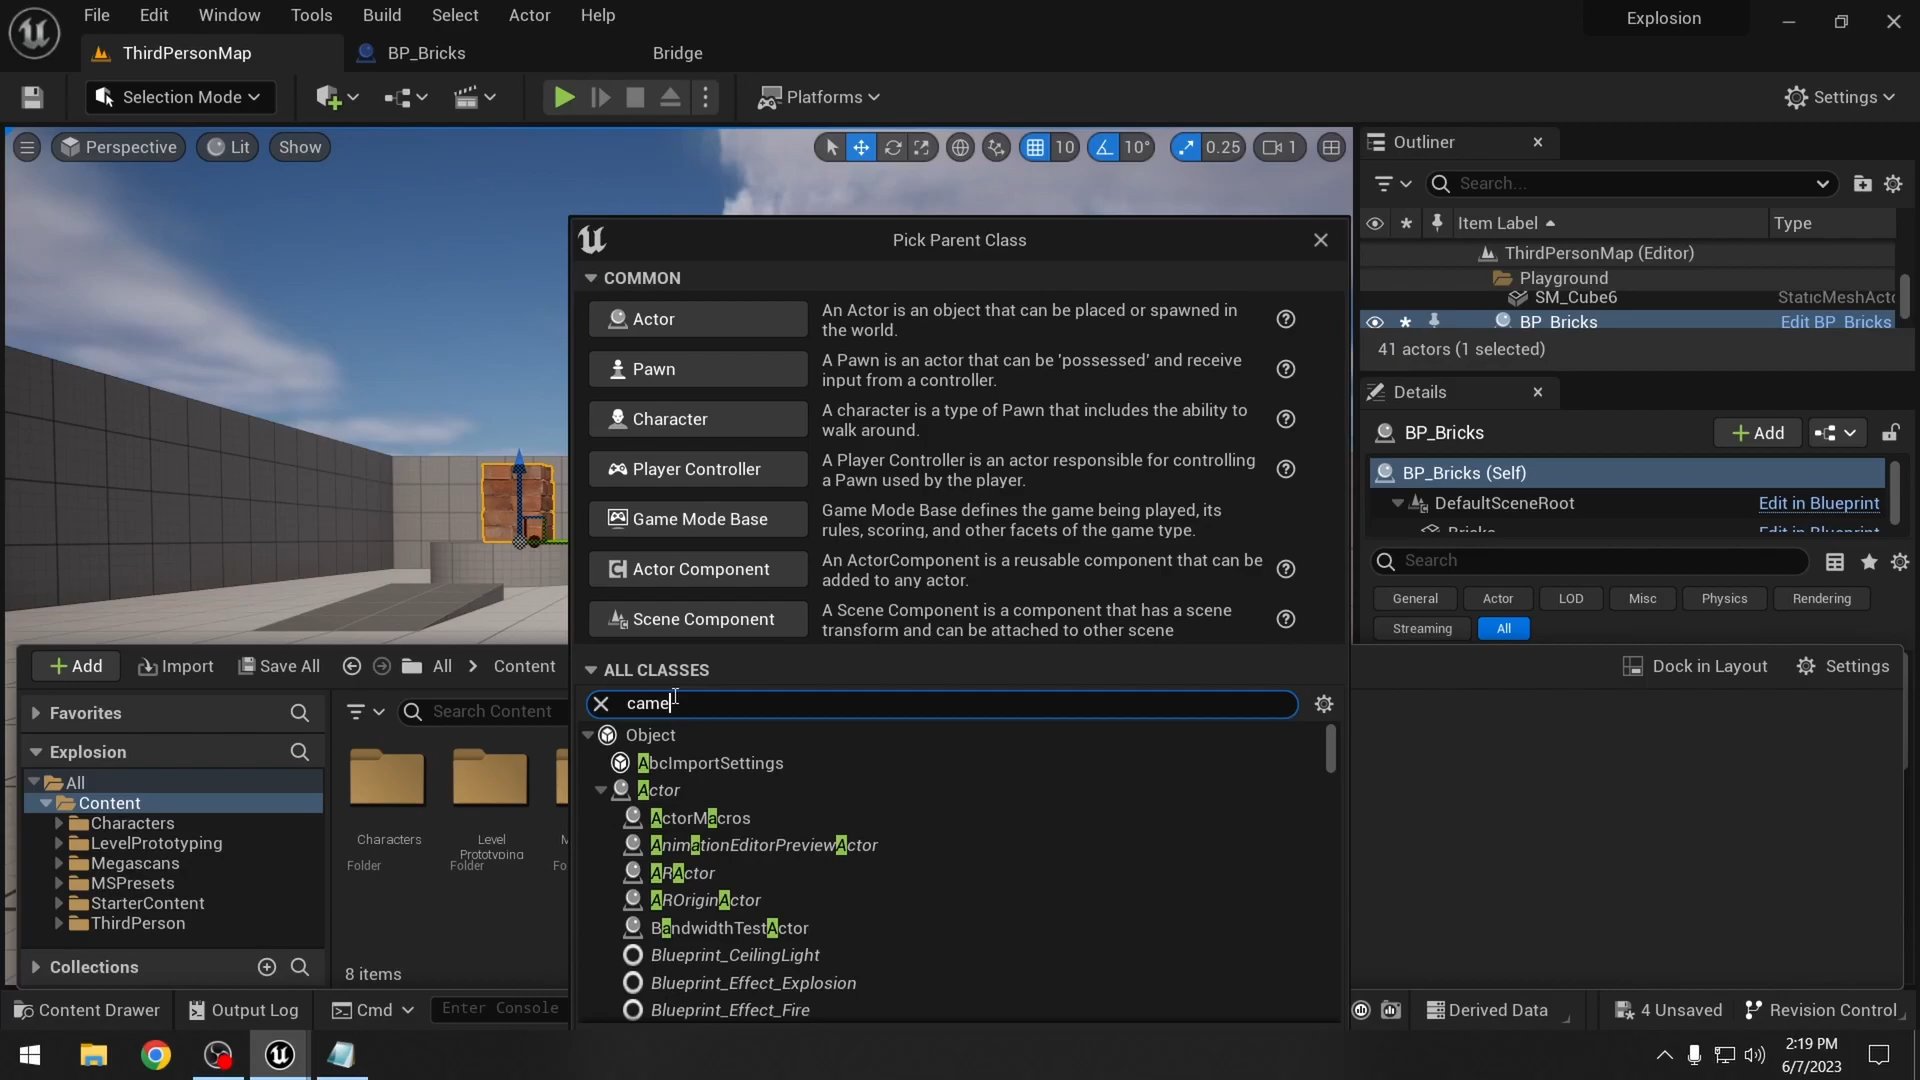 File Edit Window Tools Build Select Actor Help
Explosion
ThirdPersonMap
BP_Bricks
Bridge
Selection Mode
Platforms
Settings
Perspective
Lit
Show
10
10°
0.25
1
Outliner
Search...
Item Label
Type
ThirdPersonMap (Editor)
Playground
SM_Cube6
StaticMeshActo
BP_Bricks
Edit BP_Bricks
41 actors (1 selected)
Details
BP_Bricks
Add
BP_Bricks (Self)
DefaultSceneRoot
Edit in Blueprint
Bricks
Edit in Blueprint
Search
General
Actor
LOD
Misc
Physics
Rendering
Streaming
All
Pick Parent Class
COMMON
Actor
An Actor is an object that can be placed or spawned in
the world.
Pawn
A Pawn is an actor that can be 'possessed' and receive
input from a controller.
Character
A character is a type of Pawn that includes the ability to
walk around.
Player Controller
A Player Controller is an actor responsible for controlling
a Pawn used by the player.
Game Mode Base
Game Mode Base defines the game being played, its
rules, scoring, and other facets of the game type.
Actor Component
An ActorComponent is a reusable component that can be
added to any actor.
Scene Component
A Scene Component is a component that has a scene
transform and can be attached to other scene
ALL CLASSES
came
Object
AbcImportSettings
Actor
ActorMacros
AnimationEditorPreviewActor
ARActor
AROriginActor
BandwidthTestActor
Blueprint_CeilingLight
Blueprint_Effect_Explosion
Blueprint_Effect_Fire
Add
Import
Save All
All
Content
Dock in Layout
Settings
Favorites
Explosion
All
Content
Characters
LevelPrototyping
Megascans
MSPresets
StarterContent
ThirdPerson
Collections
Search Content
Characters
Folder
Level
Prototyping
Folder
M
Fo
8 items
Content Drawer
Output Log
Cmd
Enter Console
Derived Data
4 Unsaved
Revision Control
2:19 PM
6/7/2023